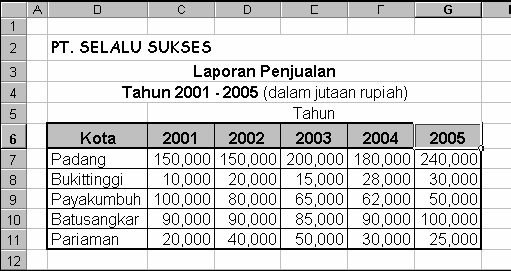 A D C D E F G
1
2 PT. SELALU SUKSES
3 Laporan Penjualan
4 Tahun 2001 - 2005 (dalam jutaan rupiah)
5 Tahun
6 Kota 2001 2002 2003 2004 2005
7 Padang 150,000 150,000 200,000 180,000 240,000
8 Bukittinggi 10,000 20,000 15,000 28,000 30,000
9 Payakumbuh 100,000 80,000 65,000 62,000 50,000
10 Batusangkar 90,000 90,000 85,000 90,000 100,000
11 Pariaman 20,000 40,000 50,000 30,000 25,000
12